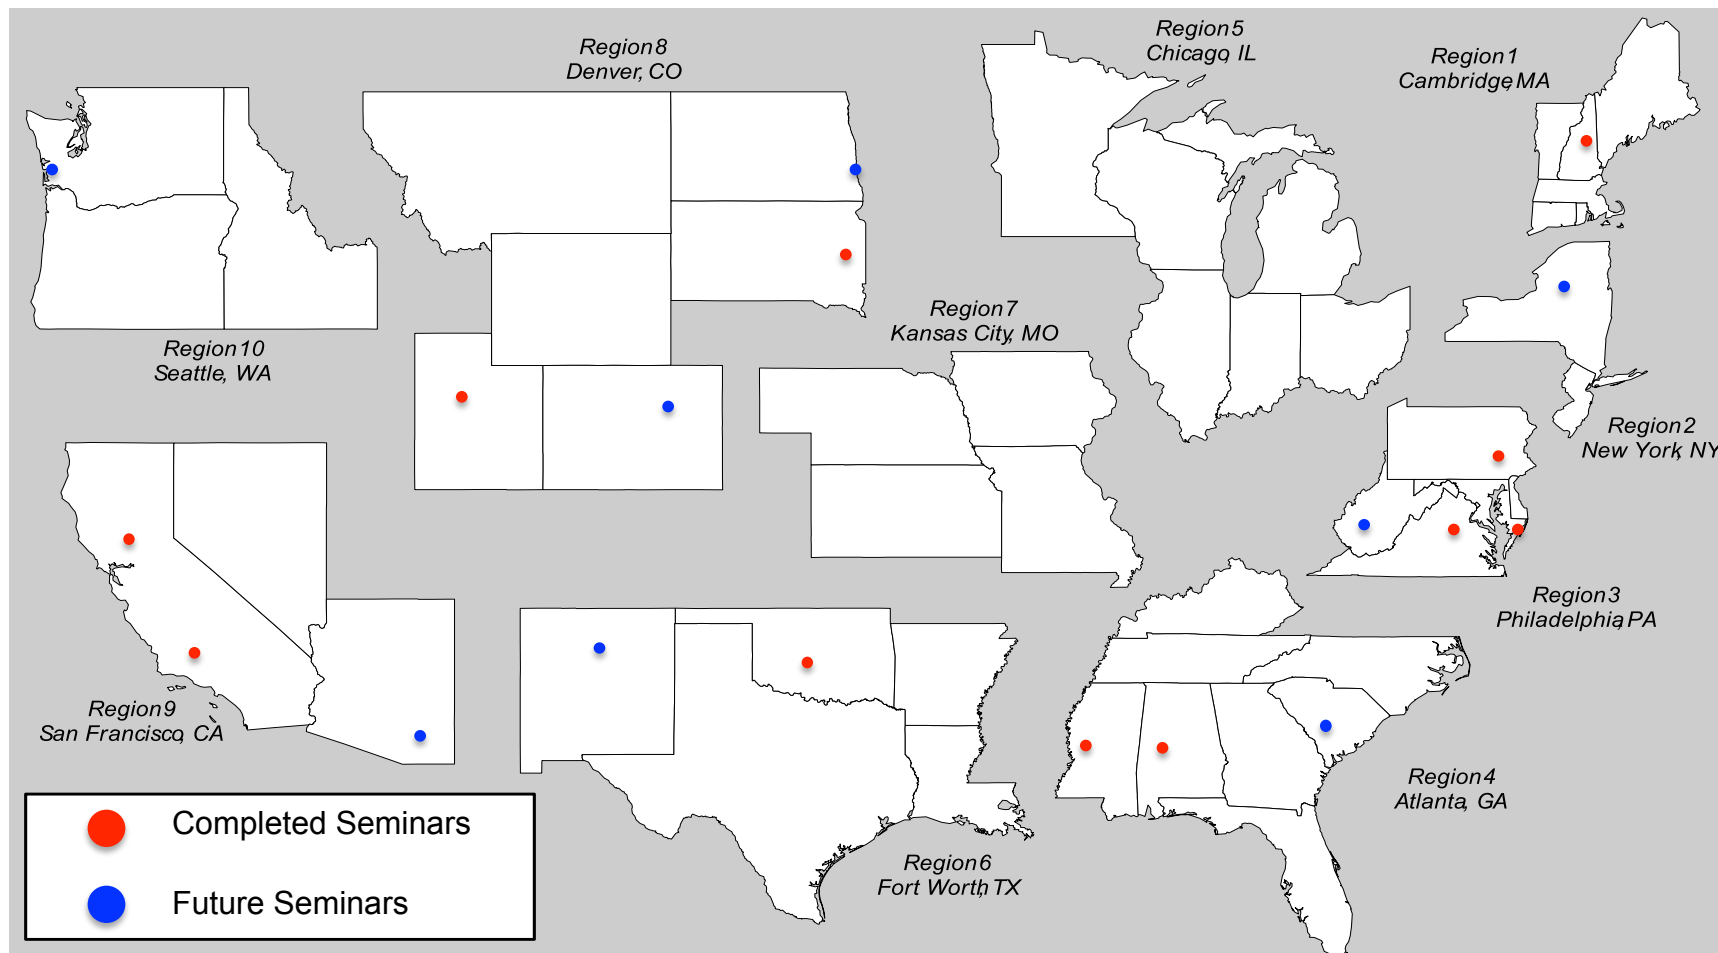 Region 5
Chicago, IL
Region 8
Denver, CO
Region 1
Cambridge, MA
Region 7
Kansas City, MO
Region 10
Seattle, WA
Region 2
New York, NY
Region 3
Philadelphia, PA
Region 9
San Francisco, CA
Region 4
Atlanta, GA
Region 6
Fort Worth, TX
Completed Seminars
Future Seminars